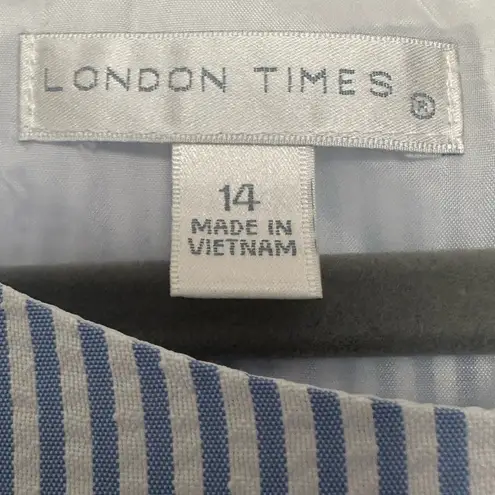 LONDON TIMES ®
14
MADE IN
VIETNAM